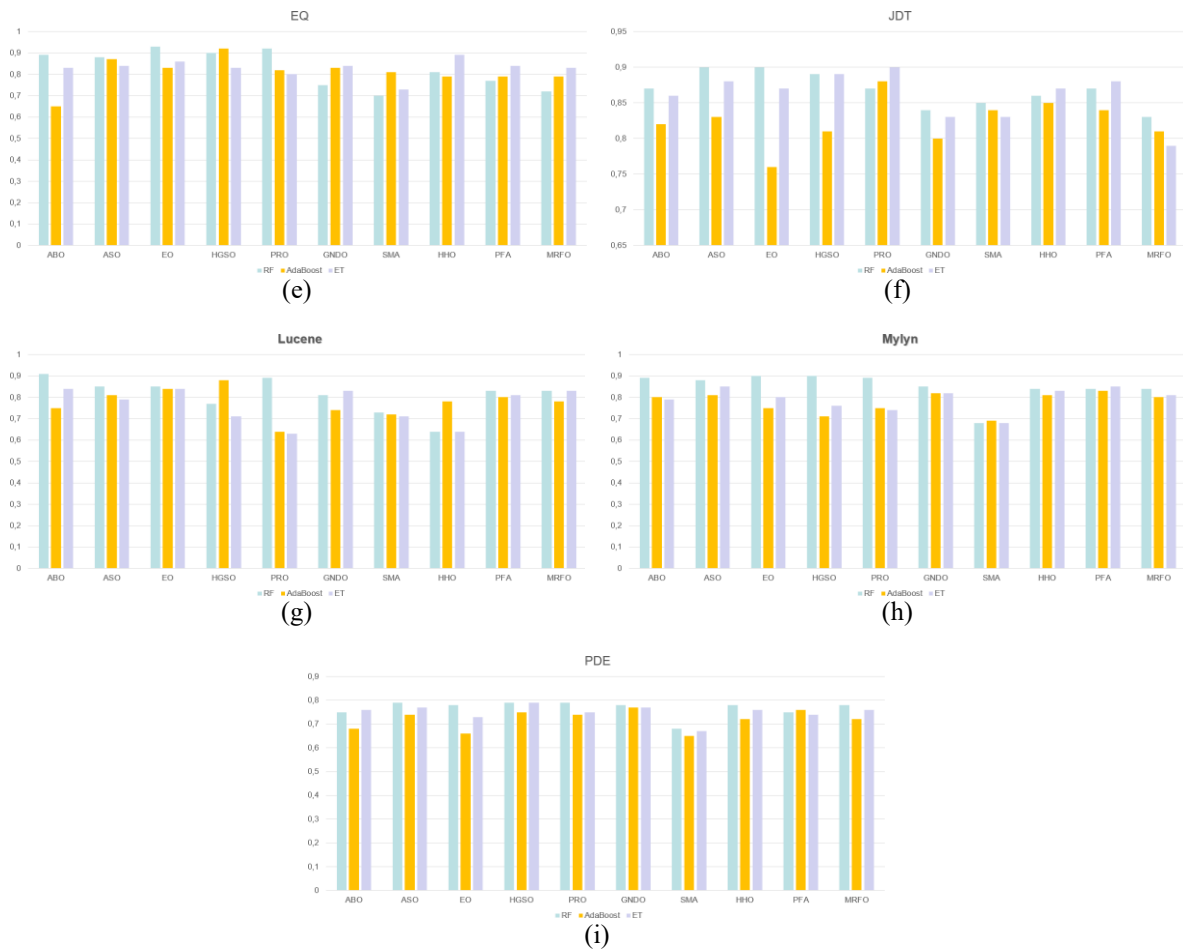 EQ
1
0,9
0,8
0,7
0,6
0,5
0,4
0,3
0,2
0,1
0
ABO ASO EO HGSO PRO GNDO SMA HHO PFA MRFO
RF AdaBoost ET
(e)
JDT
0,95
0,9
0,85
0,8
0,75
0,7
0,65
ABO ASO EO HGSO PRO GNDO SMA HHO PFA MRFO
RF AdaBoost ET
(f)
Lucene
1
0,9
0,8
0,7
0,6
0,5
0,4
0,3
0,2
0,1
0
ABO ASO EO HGSO PRO GNDO SMA HHO PFA MRFO
RF AdaBoost ET
(g)
Mylyn
1
0,9
0,8
0,7
0,6
0,5
0,4
0,3
0,2
0,1
0
ABO ASO EO HGSO PRO GNDO SMA HHO PFA MRFO
RF AdaBoost ET
(h)
PDE
0,9
0,8
0,7
0,6
0,5
0,4
0,3
0,2
0,1
0
ABO ASO EO HGSO PRO GNDO SMA HHO PFA MRFO
RF AdaBoost ET
(i)